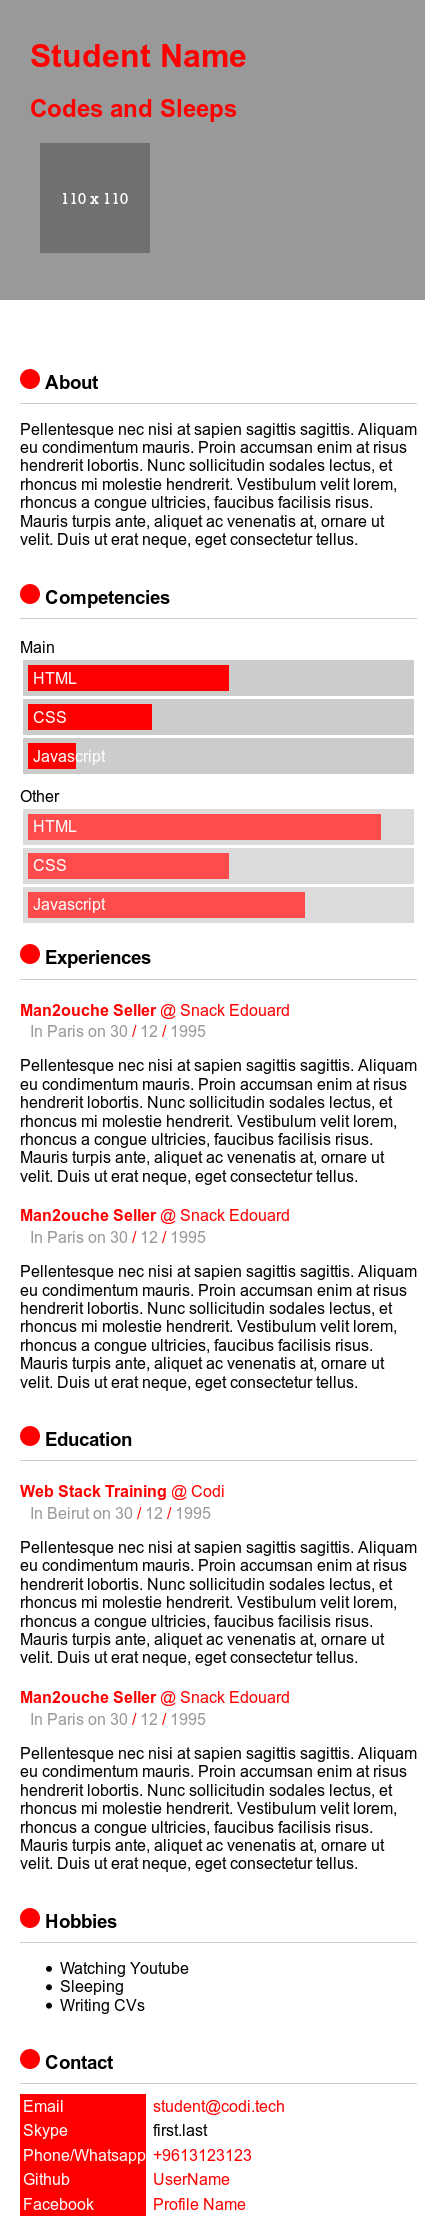 Student Name
Codes and Sleeps
110 x 110
About
Pellentesque nec nisi at sapien sagittis sagittis. Aliquam
eu condimentum mauris. Proin accumsan enim at risus
hendrerit lobortis. Nunc sollicitudin sodales lectus, et
rhoncus mi molestie hendrerit. Vestibulum velit lorem,
rhoncus a congue ultricies, faucibus facilisis risus.
Mauris turpis ante, aliquet ac venenatis at, ornare ut
velit. Duis ut erat neque, eget consectetur tellus.
Competencies
Main
HTML
CSS
Javascript
Other
HTML
CSS
Javascript
Experiences
Man2ouche Seller @ Snack Edouard
In Paris on 30 / 12 / 1995
Pellentesque nec nisi at sapien sagittis sagittis. Aliquam
eu condimentum mauris. Proin accumsan enim at risus
hendrerit lobortis. Nunc sollicitudin sodales lectus, et
rhoncus mi molestie hendrerit. Vestibulum velit lorem,
rhoncus a congue ultricies, faucibus facilisis risus.
Mauris turpis ante, aliquet ac venenatis at, ornare ut
velit. Duis ut erat neque, eget consectetur tellus.
Man2ouche Seller @ Snack Edouard
In Paris on 30 / 12 / 1995
Pellentesque nec nisi at sapien sagittis sagittis. Aliquam
eu condimentum mauris. Proin accumsan enim at risus
hendrerit lobortis. Nunc sollicitudin sodales lectus, et
rhoncus mi molestie hendrerit. Vestibulum velit lorem,
rhoncus a congue ultricies, faucibus facilisis risus.
Mauris turpis ante, aliquet ac venenatis at, ornare ut
velit. Duis ut erat neque, eget consectetur tellus.
Education
Web Stack Training @ Codi
In Beirut on 30 / 12 / 1995
Pellentesque nec nisi at sapien sagittis sagittis. Aliquam
eu condimentum mauris. Proin accumsan enim at risus
hendrerit lobortis. Nunc sollicitudin sodales lectus, et
rhoncus mi molestie hendrerit. Vestibulum velit lorem,
rhoncus a congue ultricies, faucibus facilisis risus.
Mauris turpis ante, aliquet ac venenatis at, ornare ut
velit. Duis ut erat neque, eget consectetur tellus.
Man2ouche Seller @ Snack Edouard
In Paris on 30 / 12 / 1995
Pellentesque nec nisi at sapien sagittis sagittis. Aliquam
eu condimentum mauris. Proin accumsan enim at risus
hendrerit lobortis. Nunc sollicitudin sodales lectus, et
rhoncus mi molestie hendrerit. Vestibulum velit lorem,
rhoncus a congue ultricies, faucibus facilisis risus.
Mauris turpis ante, aliquet ac venenatis at, ornare ut
velit. Duis ut erat neque, eget consectetur tellus.
Hobbies
• Watching Youtube
• Sleeping
• Writing CVs
Contact
Email student@codi.tech
Skype first.last
Phone/Whatsapp +9613123123
Github UserName
Facebook Profile Name